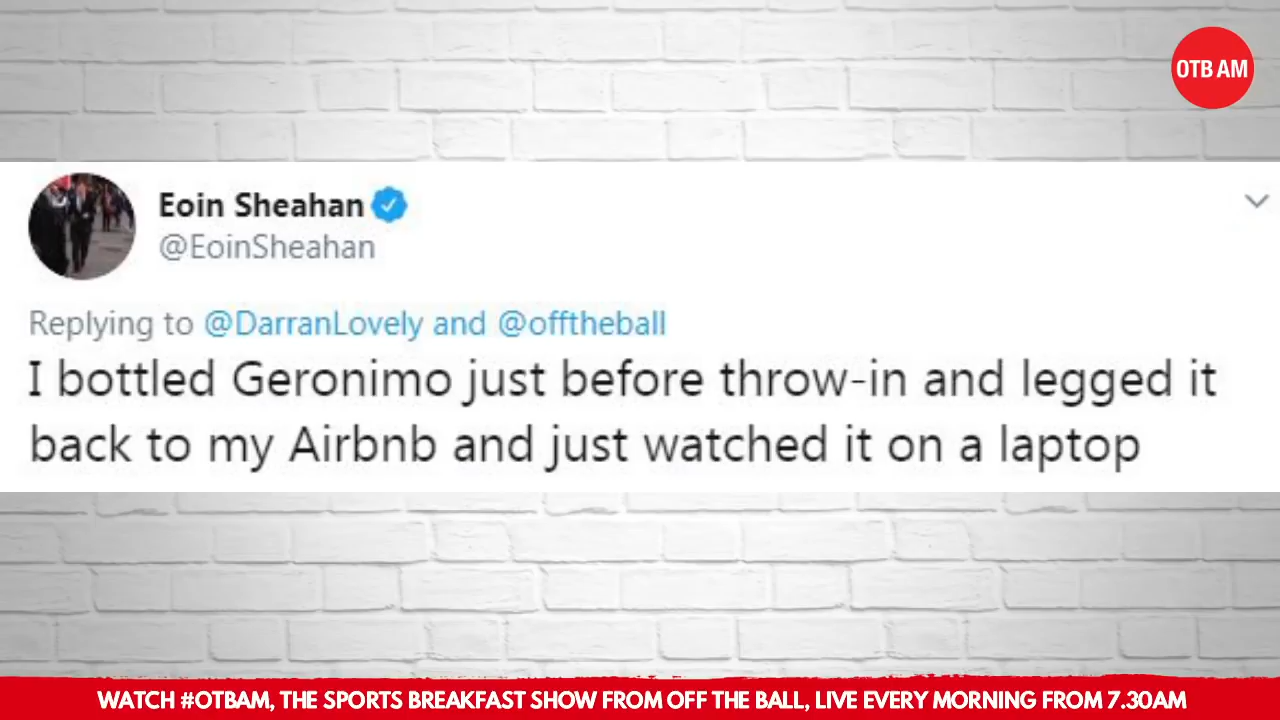 OTB AM
Eoin Sheahan
@EoinSheahan
Replying to @DarranLovely and @offtheball
I bottled Geronimo just before throw-in and legged it
back to my Airbnb and just watched it on a laptop
WATCH #OTBAM, THE SPORTS BREAKFAST SHOW FROM OFF THE BALL, LIVE EVERY MORNING FROM 7.30AM